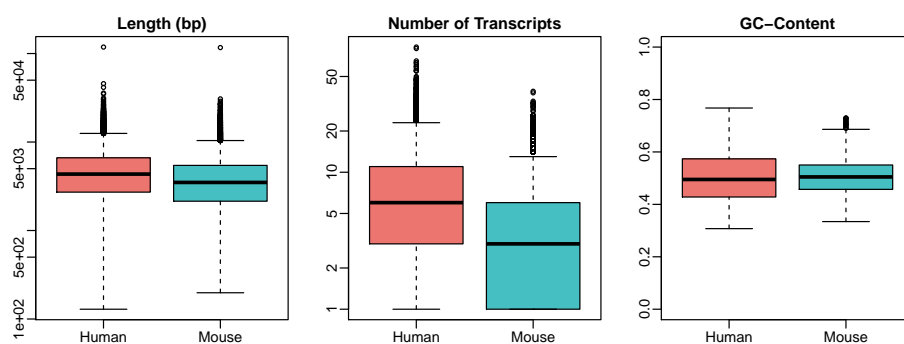 Length (bp)
5e+04
5e+03
5e+02
1e+02
Human
Mouse
Number of Transcripts
50
20
10
5
2
1
Human
Mouse
GC−Content
1.0
0.8
0.6
0.4
0.2
0.0
Human
Mouse